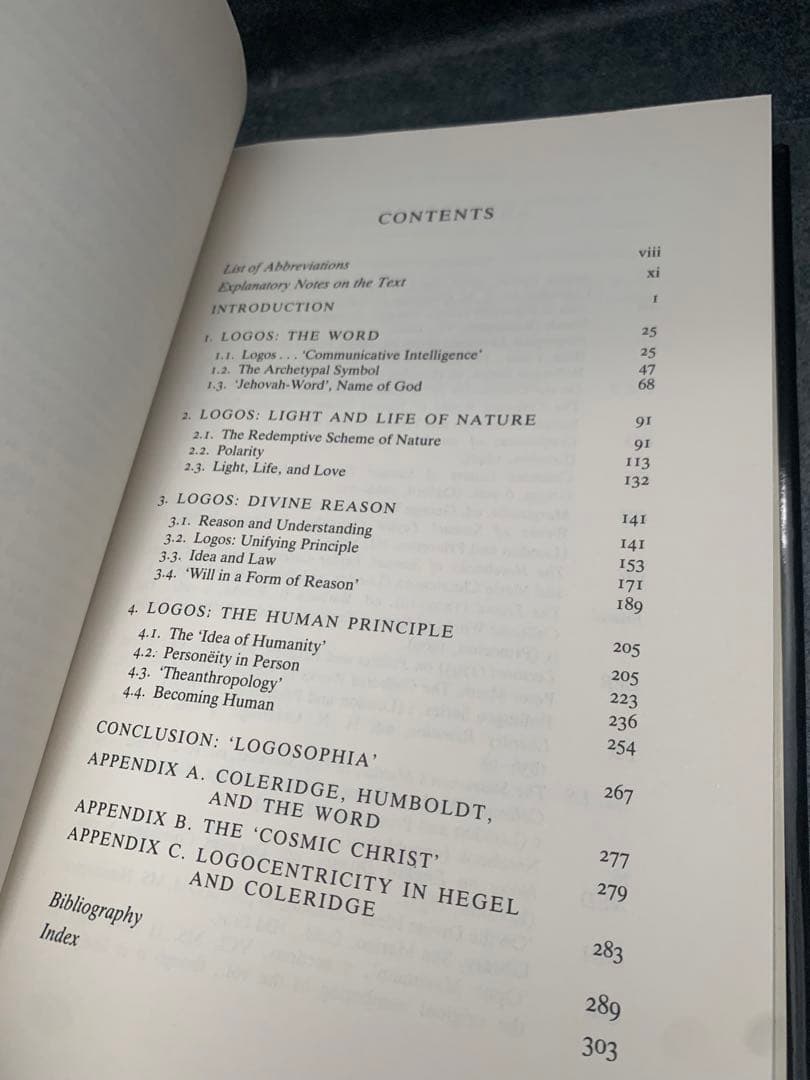 CONTENTS
List of Abbreviations viii
Explanatory Notes on the Text xi
INTRODUCTION 1
1. LOGOS: THE WORD 25
1.1. Logos . . . ‘Communicative Intelligence’ 25
1.2. The Archetypal Symbol 47
1.3. ‘Jehovah-Word’, Name of God 68
2. LOGOS: LIGHT AND LIFE OF NATURE 91
2.1. The Redemptive Scheme of Nature 91
2.2. Polarity 113
2.3. Light, Life, and Love 132
3. LOGOS: DIVINE REASON 141
3.1. Reason and Understanding 141
3.2. Logos: Unifying Principle 153
3.3. Idea and Law 171
3.4. ‘Will in a Form of Reason’ 189
4. LOGOS: THE HUMAN PRINCIPLE 205
4.1. The ‘Idea of Humanity’ 205
4.2. Personëity in Person 223
4.3. ‘Theanthropology’ 236
4.4. Becoming Human 254
CONCLUSION: ‘LOGOSOPHIA’ 267
APPENDIX A. COLERIDGE, HUMBOLDT,
AND THE WORD 277
APPENDIX B. THE ‘COSMIC CHRIST’ 279
APPENDIX C. LOGOCENTRICITY IN HEGEL
AND COLERIDGE 283
Bibliography 289
Index 303